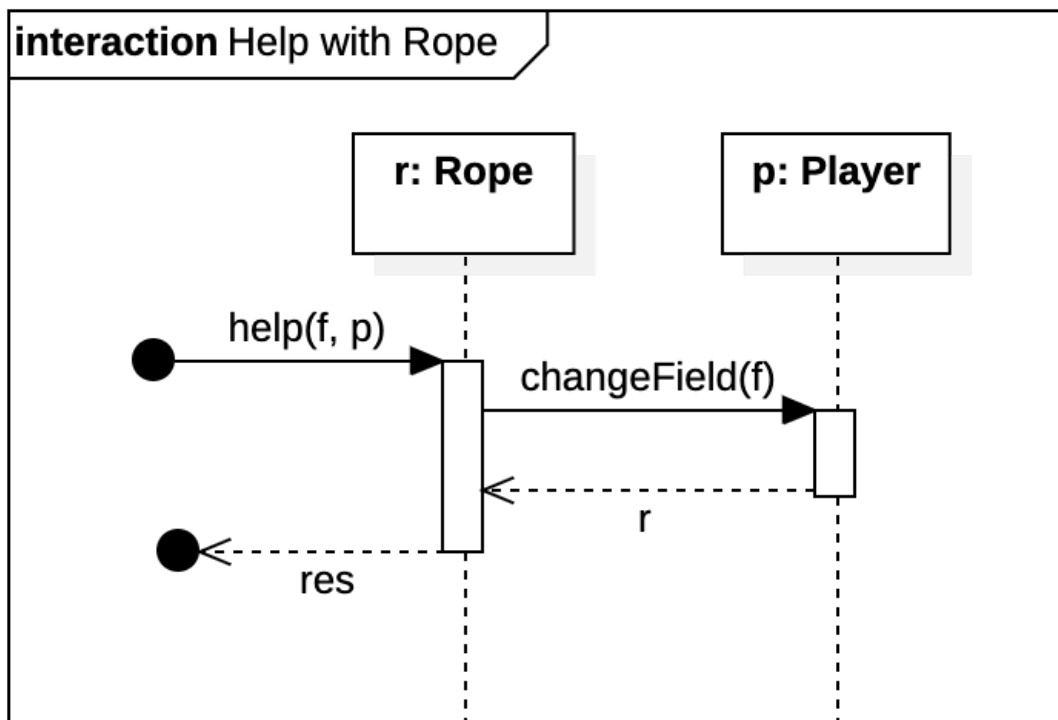 interaction Help with Rope
r: Rope
p: Player
help(f, p)
changeField(f)
r
res